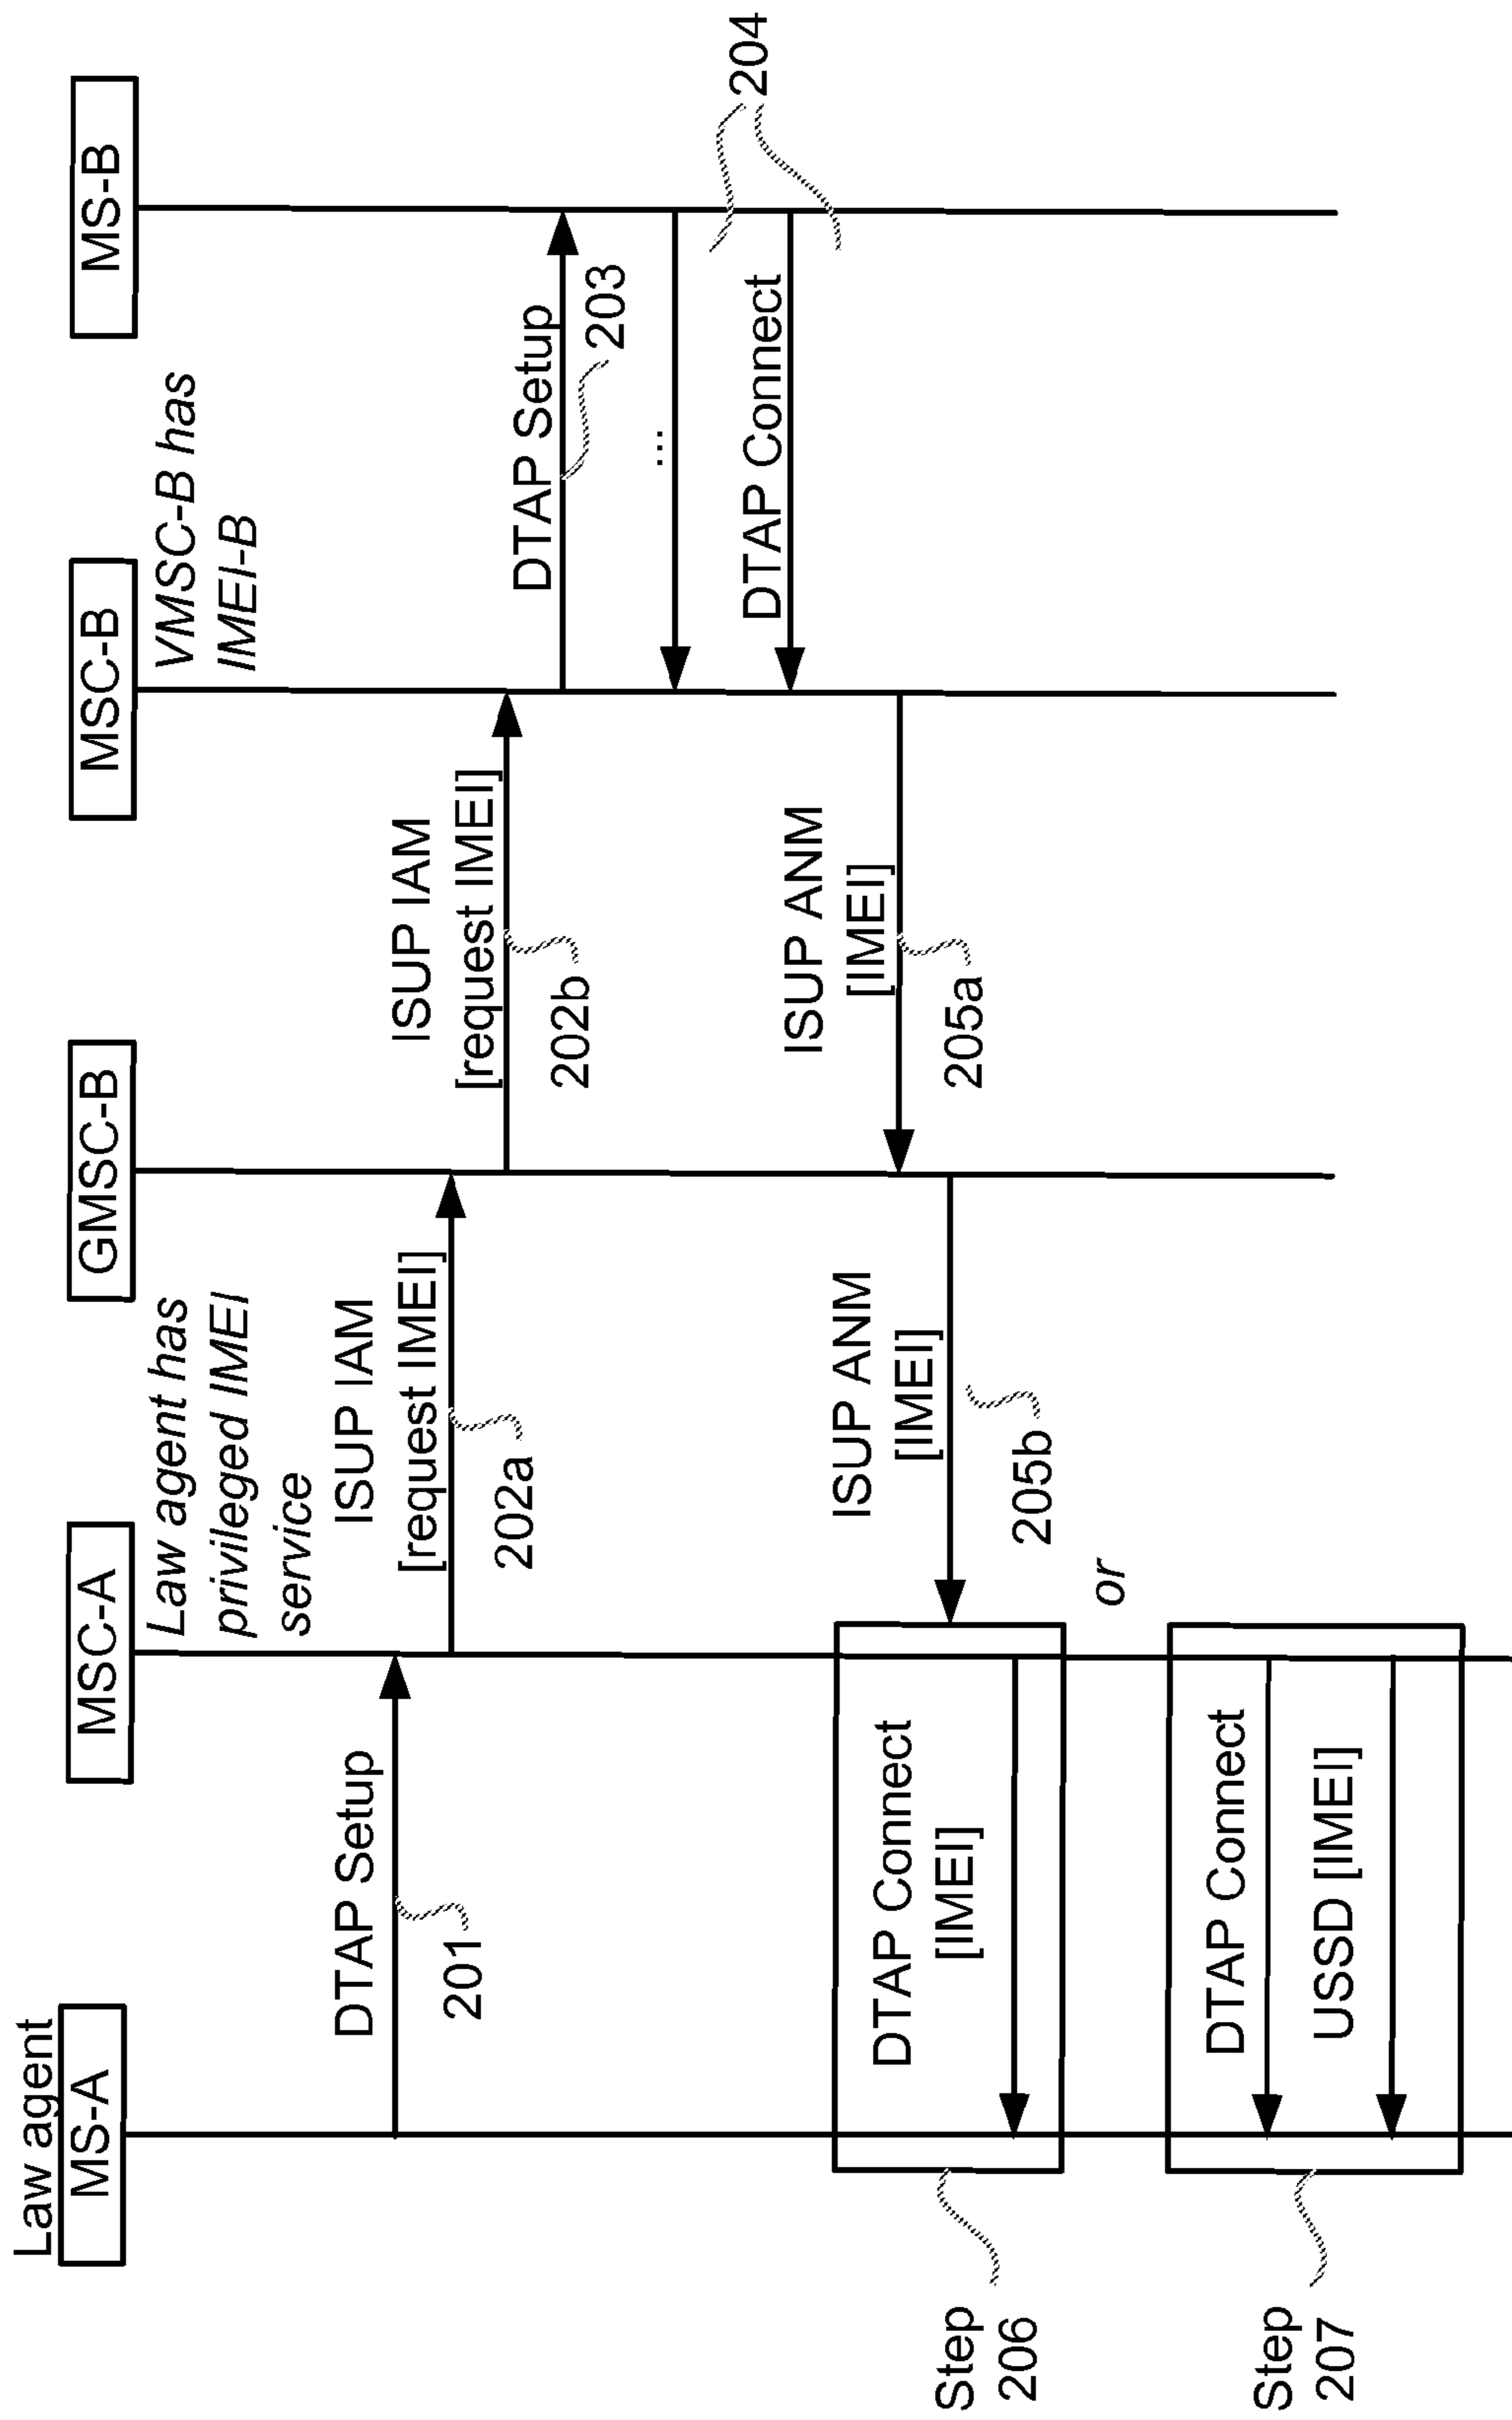 Law agent
MS-A
MSC-A
GMSC-B
MSC-B
MS-B
Law agent has
privileged IMEI
service
VMSC-B has
IMEI-B
DTAP Setup
201
ISUP IAM
[request IMEI]
202a
ISUP IAM
[request IMEI]
202b
DTAP Setup
203
...
204
DTAP Connect
ISUP ANM
[IMEI]
205a
ISUP ANM
[IMEI]
205b
Step
206
DTAP Connect
[IMEI]
or
Step
207
DTAP Connect
USSD [IMEI]